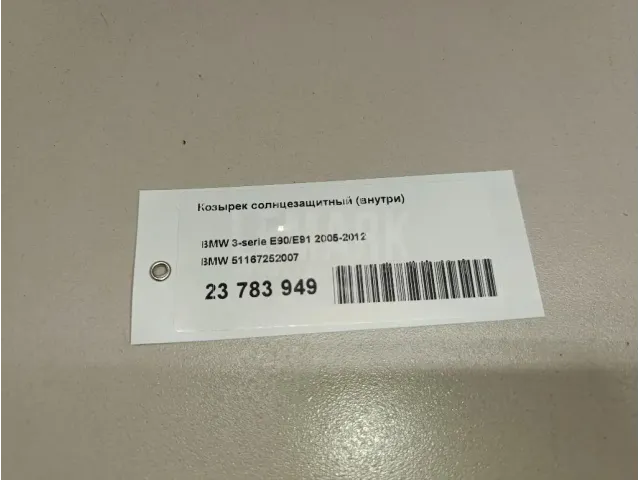 Козырек солнцезащитный (внутри)
BMW 3-serie E90/E91 2005-2012
BMW 51167252007
23 783 949